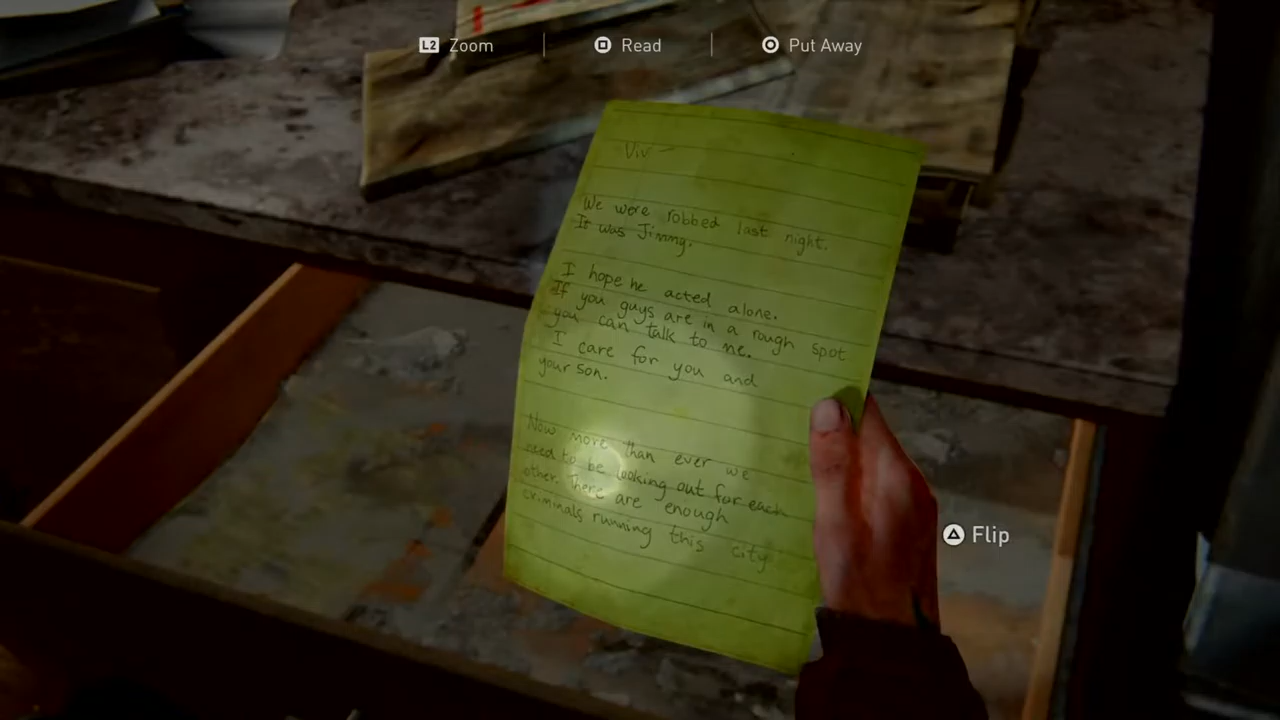 L2 Zoom | Read | Put Away
Viv -
We were robbed last night.
It was Jimmy.
I hope he acted alone.
If you guys are in a rough spot
you can talk to me.
I care for you and
your son.
Now more than ever we
need to be looking out for each
other. There are enough
criminals running this city
Flip